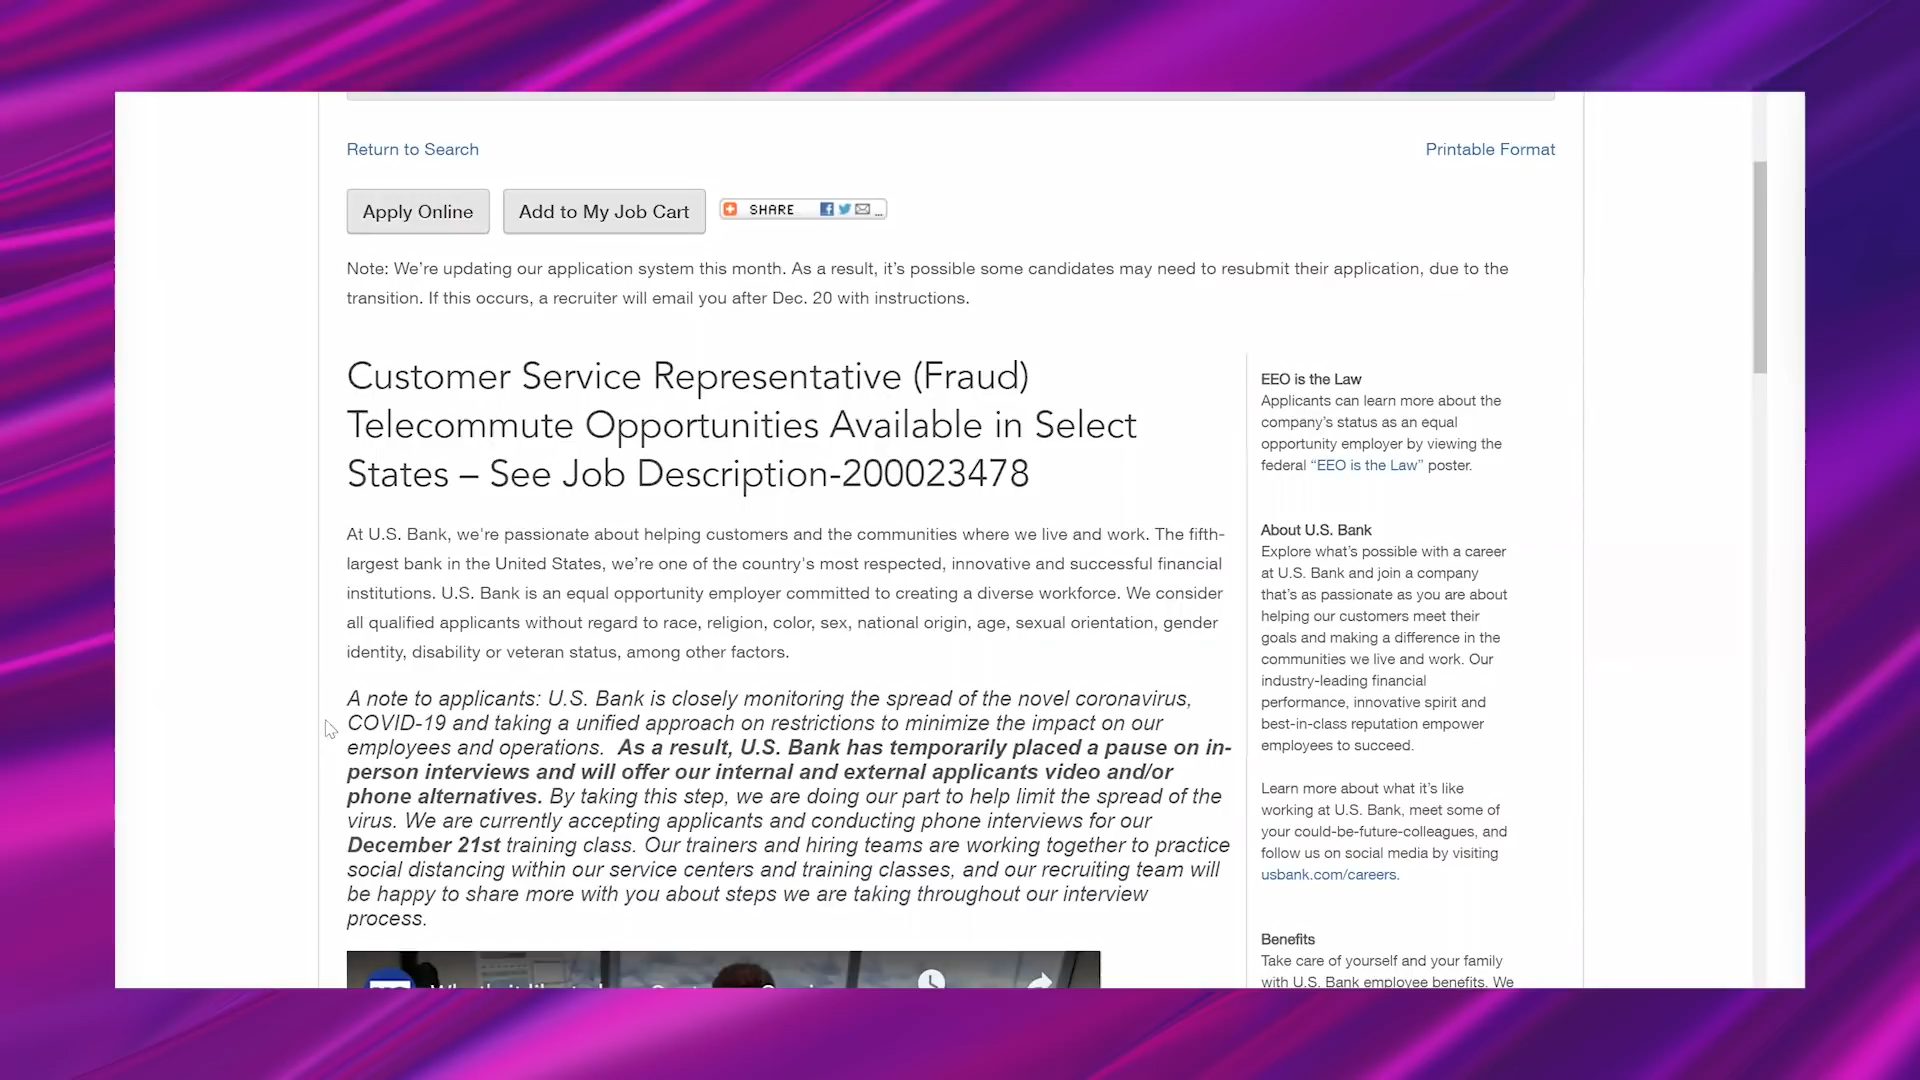 Return to Search
Printable Format
Apply Online
Add to My Job Cart
SHARE
Note: We're updating our application system this month. As a result, it's possible some candidates may need to resubmit their application, due to the
transition. If this occurs, a recruiter will email you after Dec. 20 with instructions.
Customer Service Representative (Fraud)
Telecommute Opportunities Available in Select
States – See Job Description-200023478
At U.S. Bank, we're passionate about helping customers and the communities where we live and work. The fifth-
largest bank in the United States, we're one of the country's most respected, innovative and successful financial
institutions. U.S. Bank is an equal opportunity employer committed to creating a diverse workforce. We consider
all qualified applicants without regard to race, religion, color, sex, national origin, age, sexual orientation, gender
identity, disability or veteran status, among other factors.
A note to applicants: U.S. Bank is closely monitoring the spread of the novel coronavirus,
COVID-19 and taking a unified approach on restrictions to minimize the impact on our
employees and operations.  As a result, U.S. Bank has temporarily placed a pause on in-
person interviews and will offer our internal and external applicants video and/or
phone alternatives. By taking this step, we are doing our part to help limit the spread of the
virus. We are currently accepting applicants and conducting phone interviews for our
December 21st training class. Our trainers and hiring teams are working together to practice
social distancing within our service centers and training classes, and our recruiting team will
be happy to share more with you about steps we are taking throughout our interview
process.
EEO is the Law
Applicants can learn more about the
company's status as an equal
opportunity employer by viewing the
federal “EEO is the Law” poster.
About U.S. Bank
Explore what's possible with a career
at U.S. Bank and join a company
that's as passionate as you are about
helping our customers meet their
goals and making a difference in the
communities we live and work. Our
industry-leading financial
performance, innovative spirit and
best-in-class reputation empower
employees to succeed.
Learn more about what it's like
working at U.S. Bank, meet some of
your could-be-future-colleagues, and
follow us on social media by visiting
usbank.com/careers.
Benefits
Take care of yourself and your family
with U.S. Bank employee benefits. We